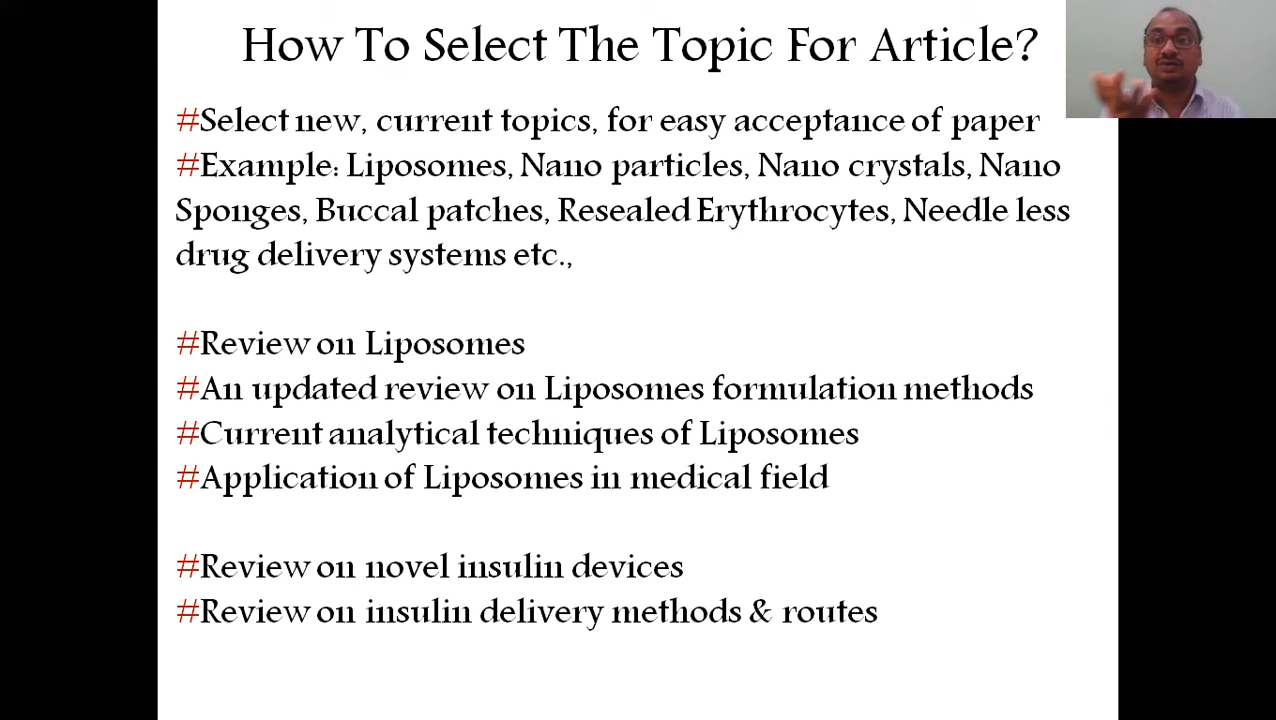 How To Select The Topic For Article?
#Select new, current topics, for easy acceptance of paper
#Example: Liposomes, Nano particles, Nano crystals, Nano
Sponges, Buccal patches, Resealed Erythrocytes, Needle less
drug delivery systems etc.,
#Review on Liposomes
#An updated review on Liposomes formulation methods
#Current analytical techniques of Liposomes
#Application of Liposomes in medical field
#Review on novel insulin devices
#Review on insulin delivery methods & routes